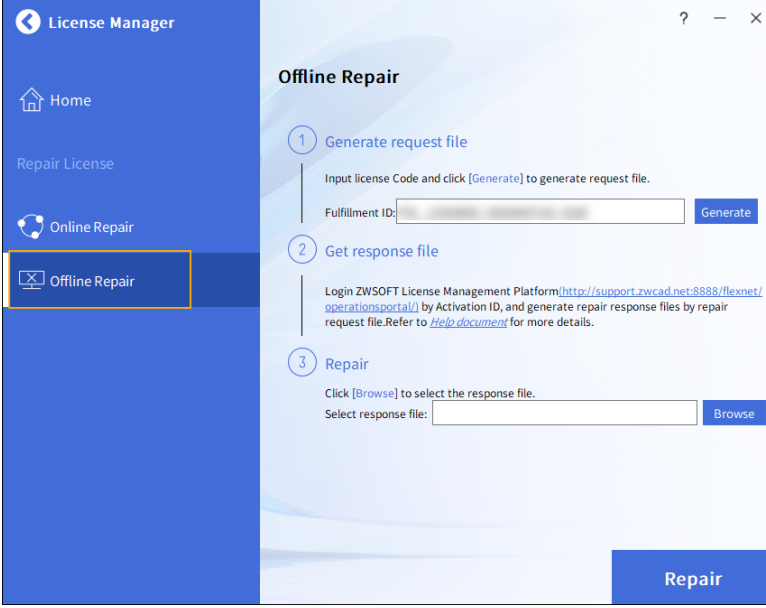 License Manager
?
Offline Repair
Home
Repair License
Online Repair
Offline Repair
1 Generate request file
Input license Code and click [Generate] to generate request file.
Fulfillment ID:
Generate
2 Get response file
Login ZWSOFT License Management Platform(http://support.zwcad.net:8888/flexnet/
operationsportal/) by Activation ID, and generate repair response files by repair
request file.Refer to Help document for more details.
3 Repair
Click [Browse] to select the response file.
Select response file:
Browse
Repair